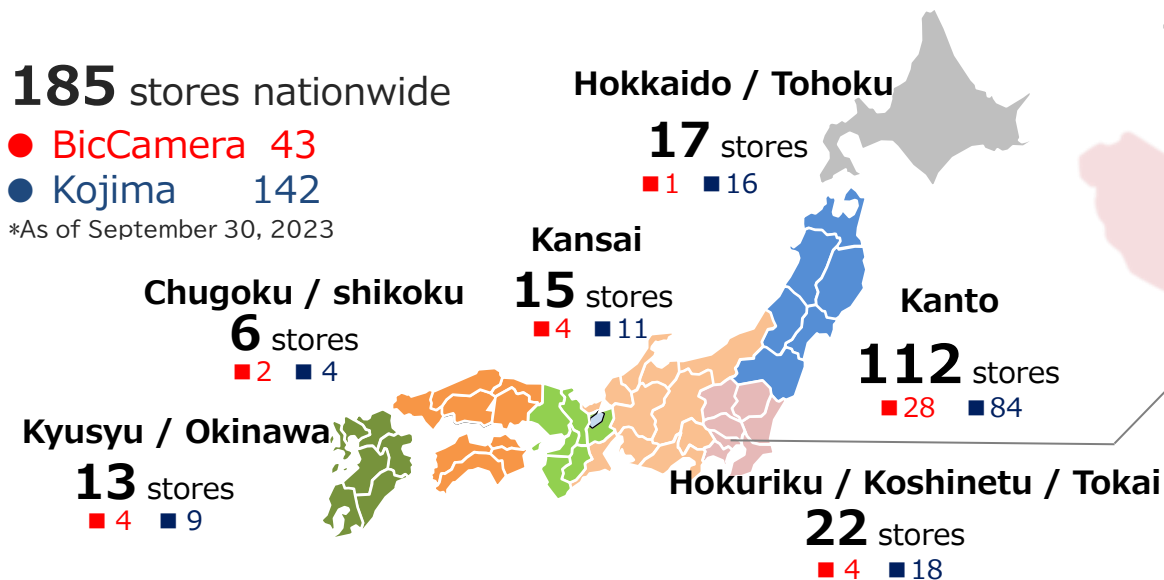 185 stores nationwide
● BicCamera 43
● Kojima 142
*As of September 30, 2023
Hokkaido / Tohoku
17 stores
■1 ■16
Kansai
15 stores
■4 ■11
Chugoku / shikoku
6 stores
■2 ■4
Kanto
112 stores
■28 ■84
Kyusyu / Okinawa
13 stores
■4 ■9
Hokuriku / Koshinetu / Tokai
22 stores
■4 ■18